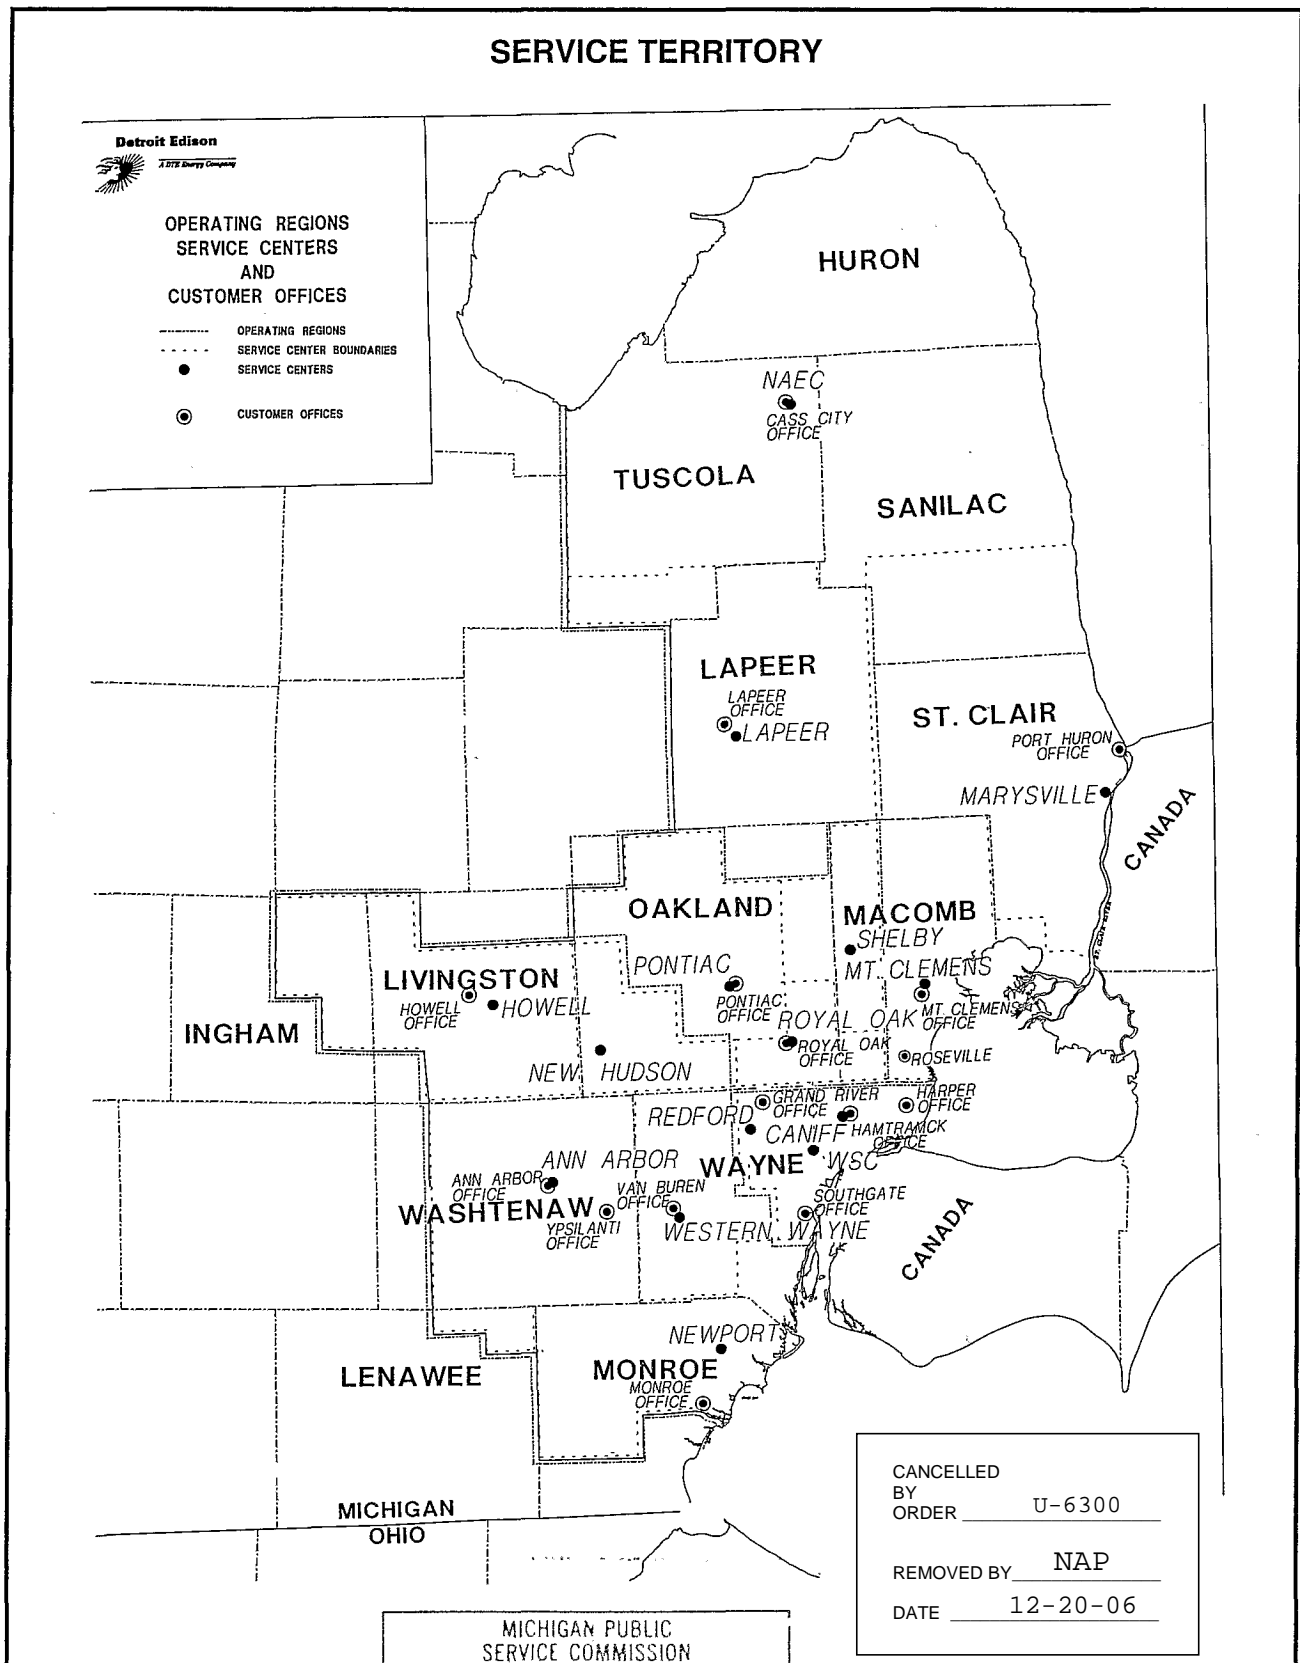 SERVICE TERRITORY
Detroit Edison
A DTE Energy Company
OPERATING REGIONS
SERVICE CENTERS
AND
CUSTOMER OFFICES
OPERATING REGIONS
SERVICE CENTER BOUNDARIES
SERVICE CENTERS
CUSTOMER OFFICES
HURON
NAEC
CASS CITY
OFFICE
TUSCOLA
SANILAC
LAPEER
LAPEER
OFFICE
LAPEER
ST. CLAIR
PORT HURON
OFFICE
MARYSVILLE
CANADA
OAKLAND
MACOMB
SHELBY
ST. CLAIR RIVER
LIVINGSTON
PONTIAC
MT. CLEMENS
HOWELL
OFFICE
HOWELL
PONTIAC
OFFICE
MT. CLEMENS
OFFICE
INGHAM
ROYAL OAK
ROYAL OAK
OFFICE
ROSEVILLE
NEW HUDSON
GRAND RIVER
OFFICE
HARPER
OFFICE
REDFORD
CANIFF
HAMTRAMCK
OFFICE
ANN ARBOR
WAYNE
WSC
ANN ARBOR
OFFICE
VAN BUREN
OFFICE
SOUTHGATE
OFFICE
WASHTENAW
YPSILANTI
OFFICE
WESTERN WAYNE
CANADA
NEWPORT
LENAWEE
MONROE
MONROE
OFFICE
MICHIGAN
OHIO
CANCELLED
BY
ORDER U-6300
REMOVED BY NAP
DATE 12-20-06
MICHIGAN PUBLIC
SERVICE COMMISSION